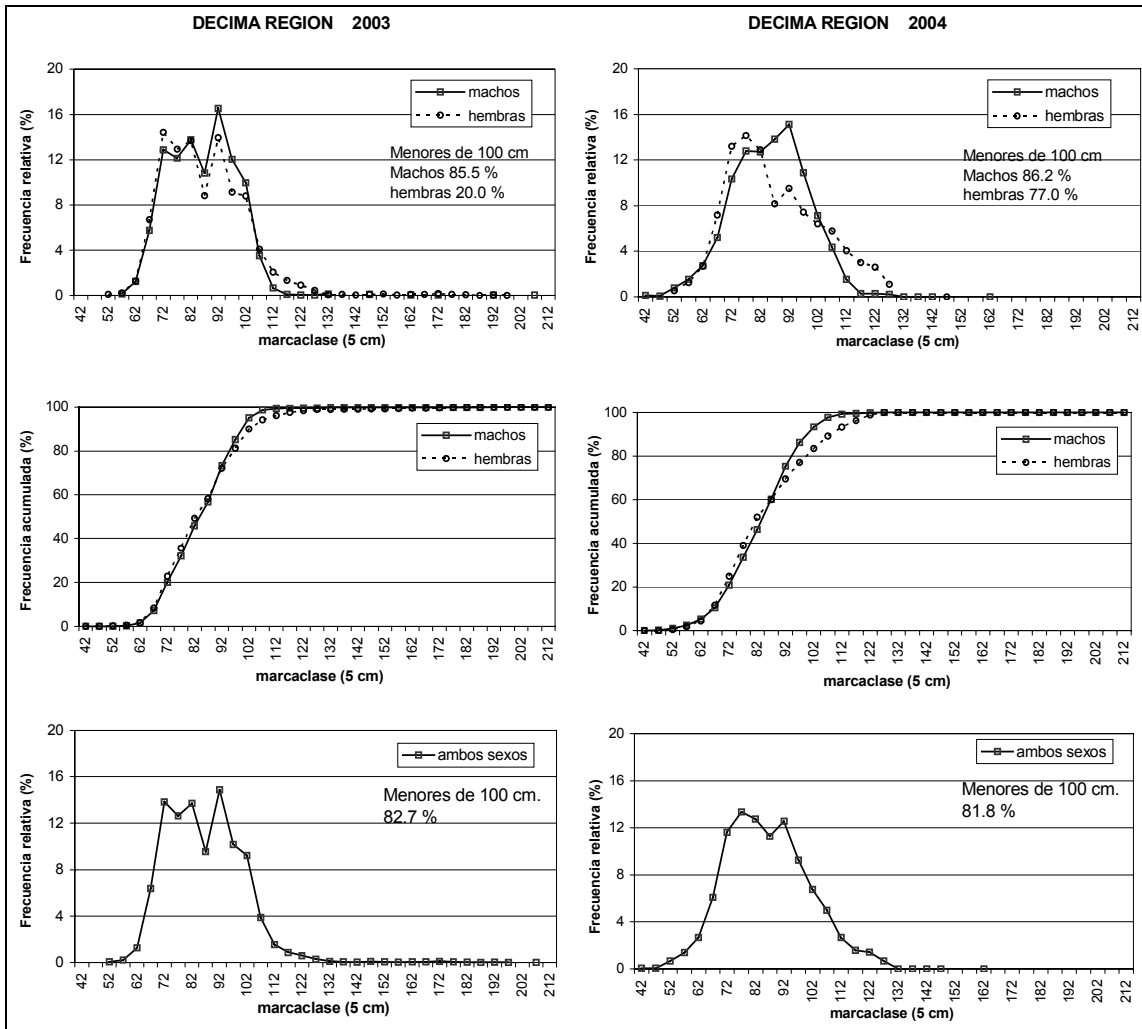 DECIMA REGION 2003
Frecuencia relativa (%)
20
16
12
8
4
0
machos
hembras
Menores de 100 cm
Machos 85.5 %
hembras 20.0 %
42 52 62 72 82 92 102 112 122 132 142 152 162 172 182 192 202 212
marcaclase (5 cm)
DECIMA REGION 2004
Frecuencia relativa (%)
20
16
12
8
4
0
machos
hembras
Menores de 100 cm
Machos 86.2 %
hembras 77.0 %
42 52 62 72 82 92 102 112 122 132 142 152 162 172 182 192 202 212
marcaclase (5 cm)
Frecuencia acumulada (%)
100
80
60
40
20
0
machos
hembras
42 52 62 72 82 92 102 112 122 132 142 152 162 172 182 192 202 212
marcaclase (5 cm)
Frecuencia acumulada (%)
100
80
60
40
20
0
machos
hembras
42 52 62 72 82 92 102 112 122 132 142 152 162 172 182 192 202 212
marcaclase (5 cm)
Frecuencia relativa (%)
20
16
12
8
4
0
ambos sexos
Menores de 100 cm.
82.7 %
42 52 62 72 82 92 102 112 122 132 142 152 162 172 182 192 202 212
marcaclase (5 cm)
Frecuencia relativa (%)
20
16
12
8
4
0
ambos sexos
Menores de 100 cm.
81.8 %
42 52 62 72 82 92 102 112 122 132 142 152 162 172 182 192 202 212
marcaclase (5 cm)